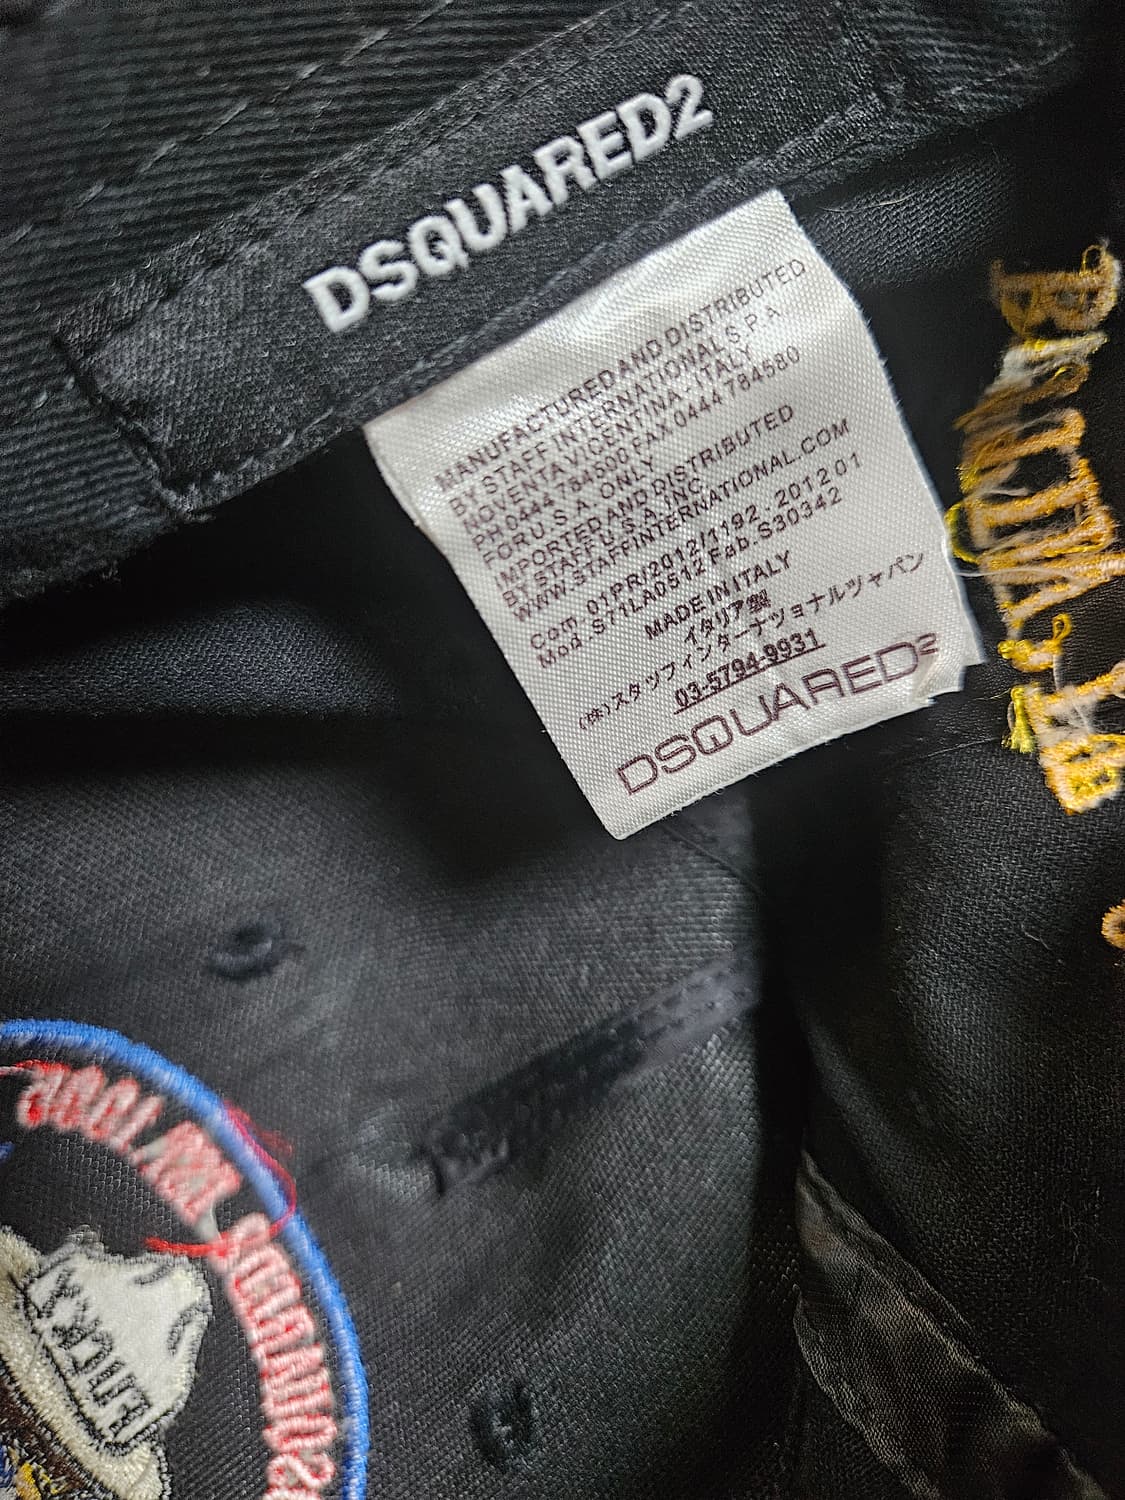 DSQUARED2
MANUFACTURED AND DISTRIBUTED
BY STAFF INTERNATIONAL S.P.A.
NOVENTA VICENTINA, ITALY
PH 0444 784500 FAX 0444 784580
FOR U.S.A. ONLY
IMPORTED AND DISTRIBUTED
BY STAFF U.S.A. INC.
WWW.STAFFINTERNATIONAL.COM
Com-01PR/2012/1192-2012 01
Mod.S71LA0512 Fab.S30342
MADE IN ITALY
イタリア製
(株)スタッフインターナショナルジャパン
03-5794-9931
DSQUARED2